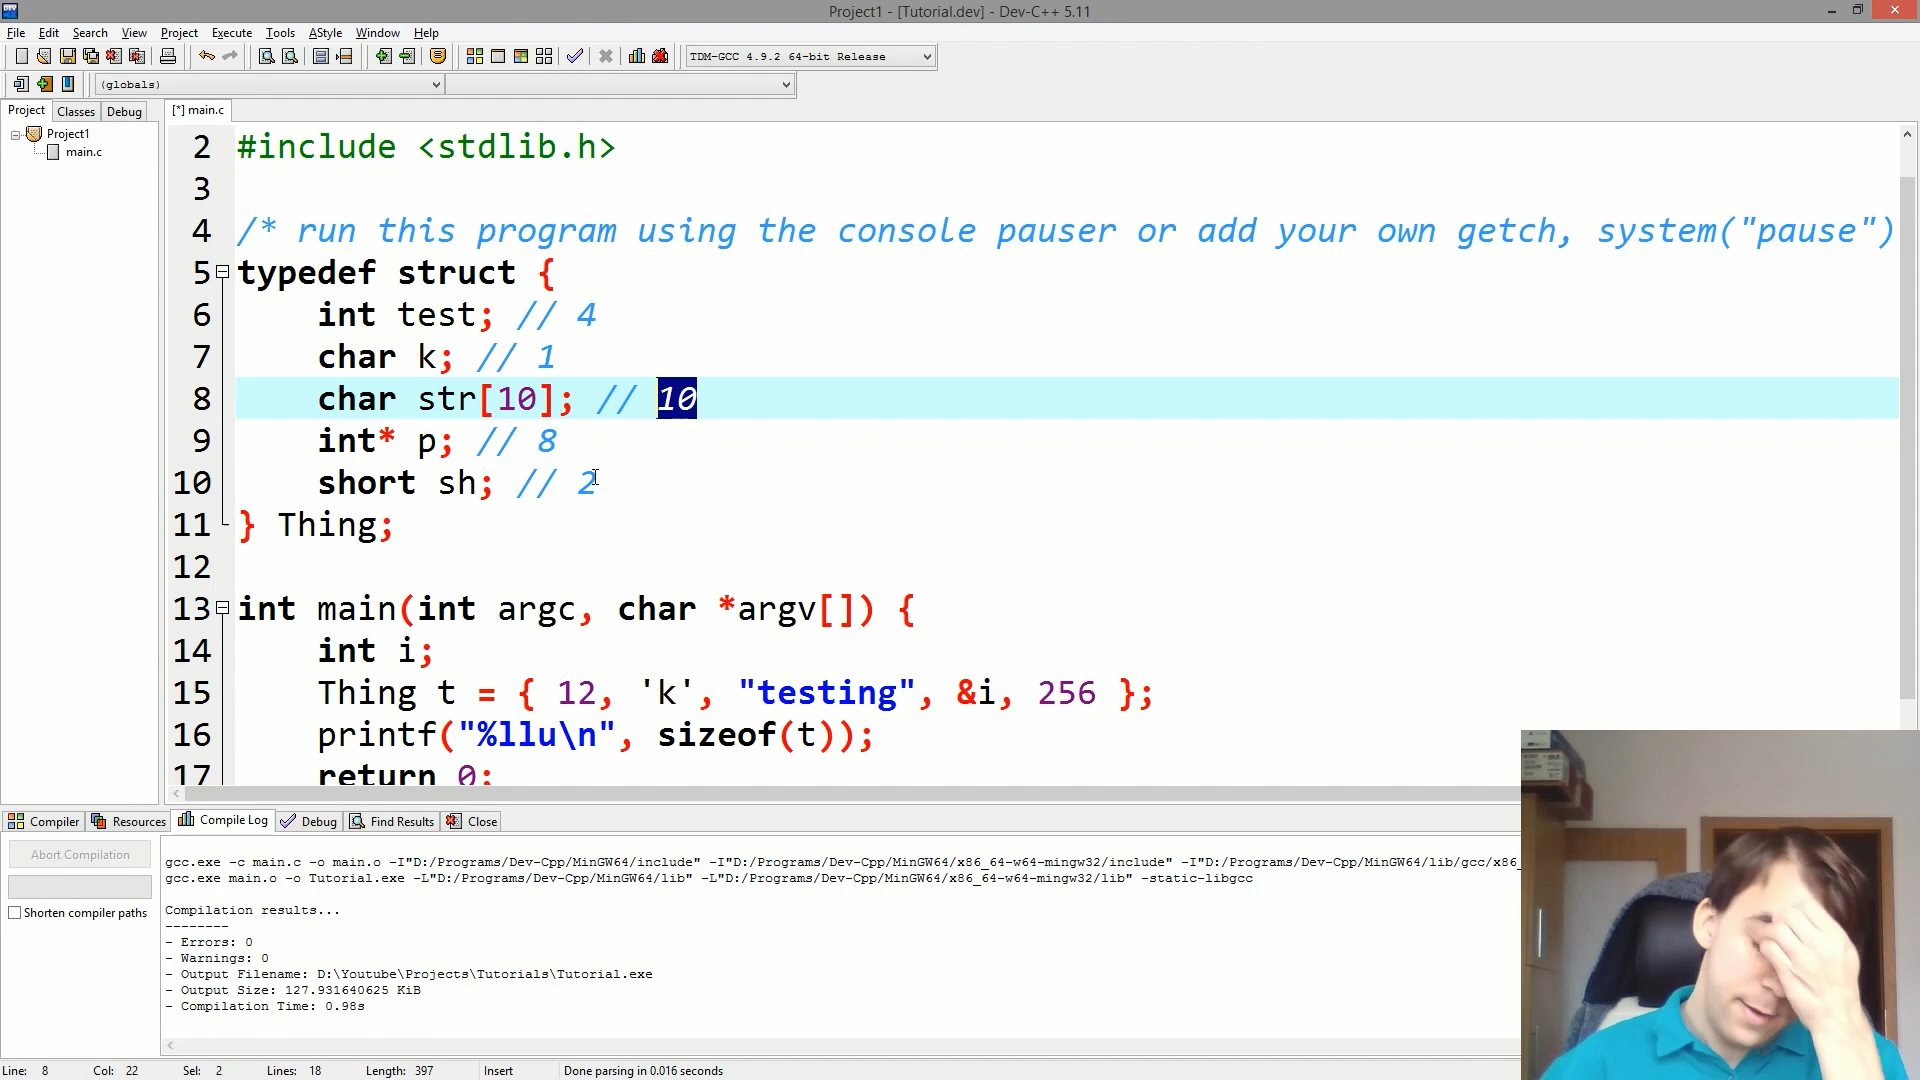 Project1 - [Tutorial.dev] - Dev-C++ 5.11
File Edit Search View Project Execute Tools AStyle Window Help
TDM-GCC 4.9.2 64-bit Release
(globals)
Project Classes Debug
[*] main.c
Project1
main.c
2 #include <stdlib.h>
3
4 /* run this program using the console pauser or add your own getch, system("pause")
5 typedef struct {
6 int test; // 4
7 char k; // 1
8 char str[10]; // 10
9 int* p; // 8
10 short sh; // 2
11 } Thing;
12
13 int main(int argc, char *argv[]) {
14 int i;
15 Thing t = { 12, 'k', "testing", &i, 256 };
16 printf("%llu\n", sizeof(t));
17 return 0;
Compiler Resources Compile Log Debug Find Results Close
Abort Compilation
Shorten compiler paths
gcc.exe -c main.c -o main.o -I"D:/Programs/Dev-Cpp/MinGW64/include" -I"D:/Programs/Dev-Cpp/MinGW64/x86_64-w64-mingw32/include" -I"D:/Programs/Dev-Cpp/MinGW64/lib/gcc/x86_
gcc.exe main.o -o Tutorial.exe -L"D:/Programs/Dev-Cpp/MinGW64/lib" -L"D:/Programs/Dev-Cpp/MinGW64/x86_64-w64-mingw32/lib" -static-libgcc
Compilation results...
--------
- Errors: 0
- Warnings: 0
- Output Filename: D:\Youtube\Projects\Tutorials\Tutorial.exe
- Output Size: 127.931640625 KiB
- Compilation Time: 0.98s
Line: 8 Col: 22 Sel: 2 Lines: 18 Length: 397 Insert Done parsing in 0.016 seconds